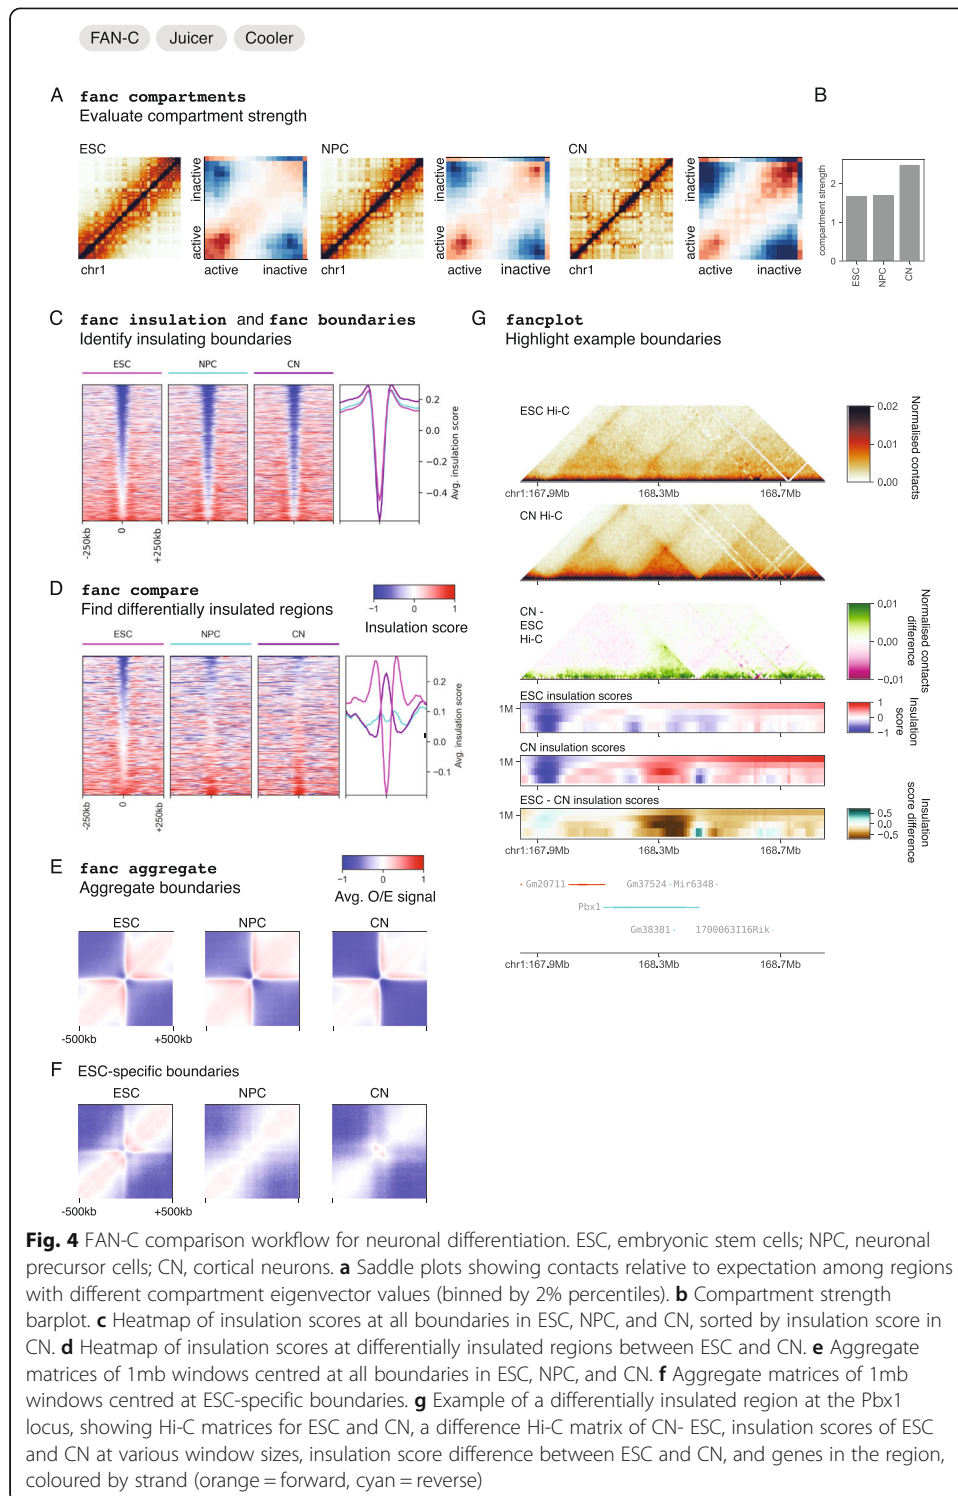 FAN-C Juicer Cooler
A fanc compartments
Evaluate compartment strength
B
ESC
NPC
CN
inactive
active
chr1
active inactive
inactive
active
chr1
active inactive
inactive
active
chr1
active inactive
compartment strength
2
1
0
ESC
NPC
CN
C fanc insulation and fanc boundaries
Identify insulating boundaries
ESC NPC CN
0.2
0.0
−0.2
−0.4
Avg. insulation score
-250kb
0
+250kb
D fanc compare
Find differentially insulated regions
−1 0 1
Insulation score
ESC NPC CN
0.2
0.1
0.0
−0.1
Avg. insulation score
-250kb
0
+250kb
E fanc aggregate
Aggregate boundaries
−1 0 1
Avg. O/E signal
ESC NPC CN
-500kb +500kb
F ESC-specific boundaries
ESC NPC CN
-500kb +500kb
G fancplot
Highlight example boundaries
ESC Hi-C
0.02
0.01
0.00
Normalised contacts
chr1:167.9Mb 168.3Mb 168.7Mb
CN Hi-C
CN -
ESC
Hi-C
0.01
0.00
−0.01
Normalised contacts
difference
ESC insulation scores
1M
1
0
−1
Insulation
score
CN insulation scores
1M
ESC - CN insulation scores
1M
0.5
0.0
−0.5
Insulation
score difference
chr1:167.9Mb 168.3Mb 168.7Mb
Gm20711 Gm37524 Mir6348
Pbx1
Gm38381 1700063I16Rik
chr1:167.9Mb 168.3Mb 168.7Mb
Fig. 4 FAN-C comparison workflow for neuronal differentiation. ESC, embryonic stem cells; NPC, neuronal
precursor cells; CN, cortical neurons. a Saddle plots showing contacts relative to expectation among regions
with different compartment eigenvector values (binned by 2% percentiles). b Compartment strength
barplot. c Heatmap of insulation scores at all boundaries in ESC, NPC, and CN, sorted by insulation score in
CN. d Heatmap of insulation scores at differentially insulated regions between ESC and CN. e Aggregate
matrices of 1mb windows centred at all boundaries in ESC, NPC, and CN. f Aggregate matrices of 1mb
windows centred at ESC-specific boundaries. g Example of a differentially insulated region at the Pbx1
locus, showing Hi-C matrices for ESC and CN, a difference Hi-C matrix of CN- ESC, insulation scores of ESC
and CN at various window sizes, insulation score difference between ESC and CN, and genes in the region,
coloured by strand (orange = forward, cyan = reverse)